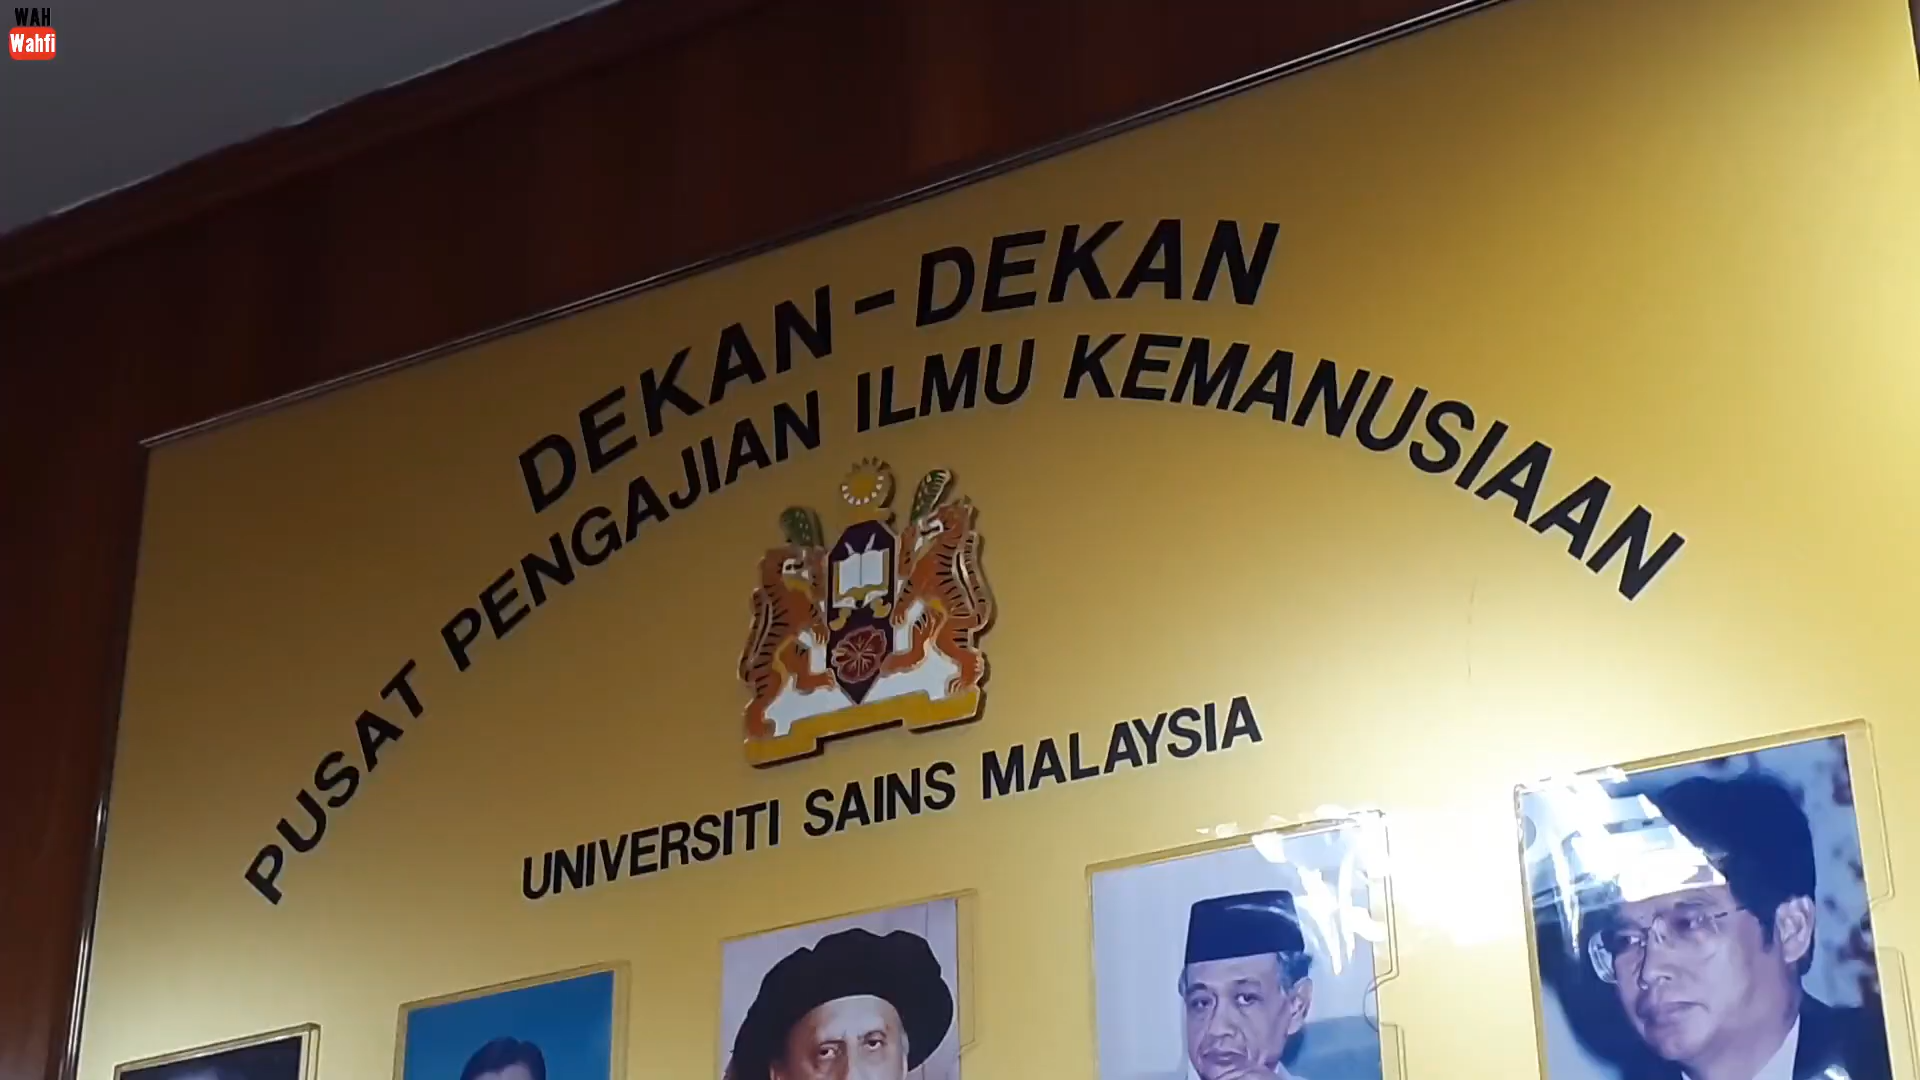 WAH
Wahfi
DEKAN-DEKAN
PUSAT PENGAJIAN ILMU KEMANUSIAAN
UNIVERSITI SAINS MALAYSIA